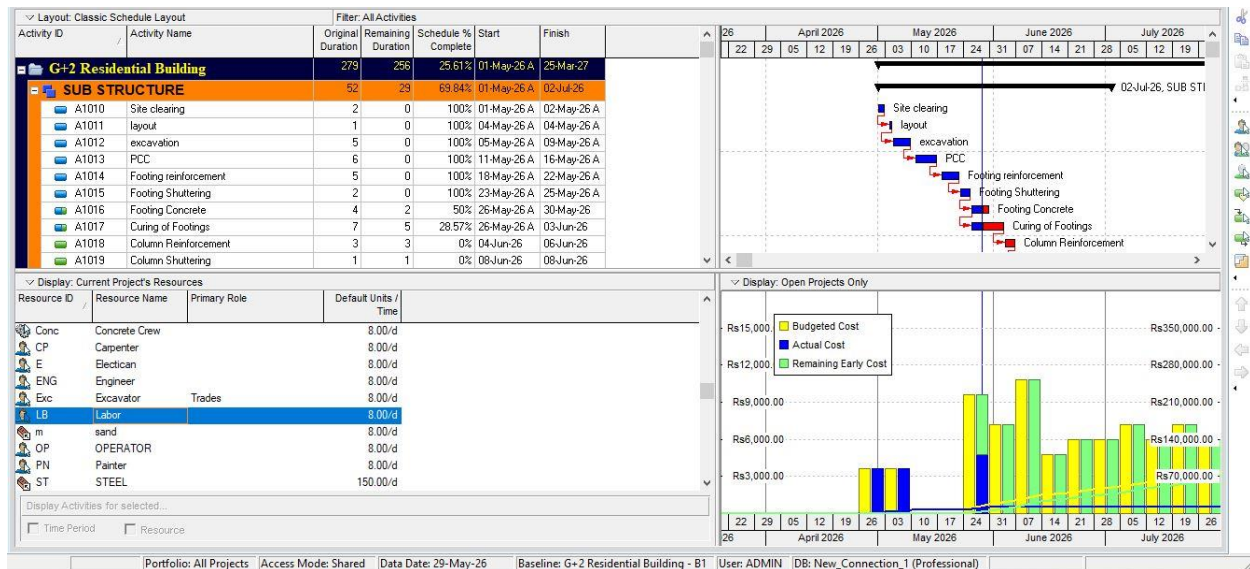 Layout: Classic Schedule Layout Filter: All Activities
Activity ID Activity Name Original Duration Remaining Duration Schedule % Complete Start Finish
G+2 Residential Building 279 256 25.61% 01-May-26 A 25-Mar-27
SUB STRUCTURE 52 29 69.84% 01-May-26 A 02-Jul-26
A1010 Site clearing 2 0 100% 01-May-26 A 02-May-26 A
A1011 layout 1 0 100% 04-May-26 A 04-May-26 A
A1012 excavation 5 0 100% 05-May-26 A 09-May-26 A
A1013 PCC 6 0 100% 11-May-26 A 16-May-26 A
A1014 Footing reinforcement 5 0 100% 18-May-26 A 22-May-26 A
A1015 Footing Shuttering 2 0 100% 23-May-26 A 25-May-26 A
A1016 Footing Concrete 4 2 50% 26-May-26 A 30-May-26
A1017 Curing of Footings 7 5 28.57% 26-May-26 A 03-Jun-26
A1018 Column Reinforcement 3 3 0% 04-Jun-26 06-Jun-26
A1019 Column Shuttering 1 1 0% 08-Jun-26 08-Jun-26
26 April 2026 May 2026 June 2026 July 2026
22 29 05 12 19 26 03 10 17 24 31 07 14 21 28 05 12 19
02-Jul-26, SUB STI
Site clearing
layout
excavation
PCC
Footing reinforcement
Footing Shuttering
Footing Concrete
Curing of Footings
Column Reinforcement
Display: Current Project's Resources
Resource ID Resource Name Primary Role Default Units / Time
Conc Concrete Crew 8.00/d
CP Carpenter 8.00/d
E Electican 8.00/d
ENG Engineer 8.00/d
Exc Excavator Trades 8.00/d
LB Labor 8.00/d
m sand 8.00/d
OP OPERATOR 8.00/d
PN Painter 8.00/d
ST STEEL 150.00/d
Display Activities for selected...
Time Period Resource
Display: Open Projects Only
Budgeted Cost
Actual Cost
Remaining Early Cost
Rs15,000. Rs350,000.00
Rs12,000. Rs280,000.00
Rs9,000.00 Rs210,000.00
Rs6,000.00 Rs140,000.00
Rs3,000.00 Rs70,000.00
22 29 05 12 19 26 03 10 17 24 31 07 14 21 28 05 12 19 26
26 April 2026 May 2026 June 2026 July 2026
Portfolio: All Projects Access Mode: Shared Data Date: 29-May-26 Baseline: G+2 Residential Building - B1 User: ADMIN DB: New_Connection_1 (Professional)